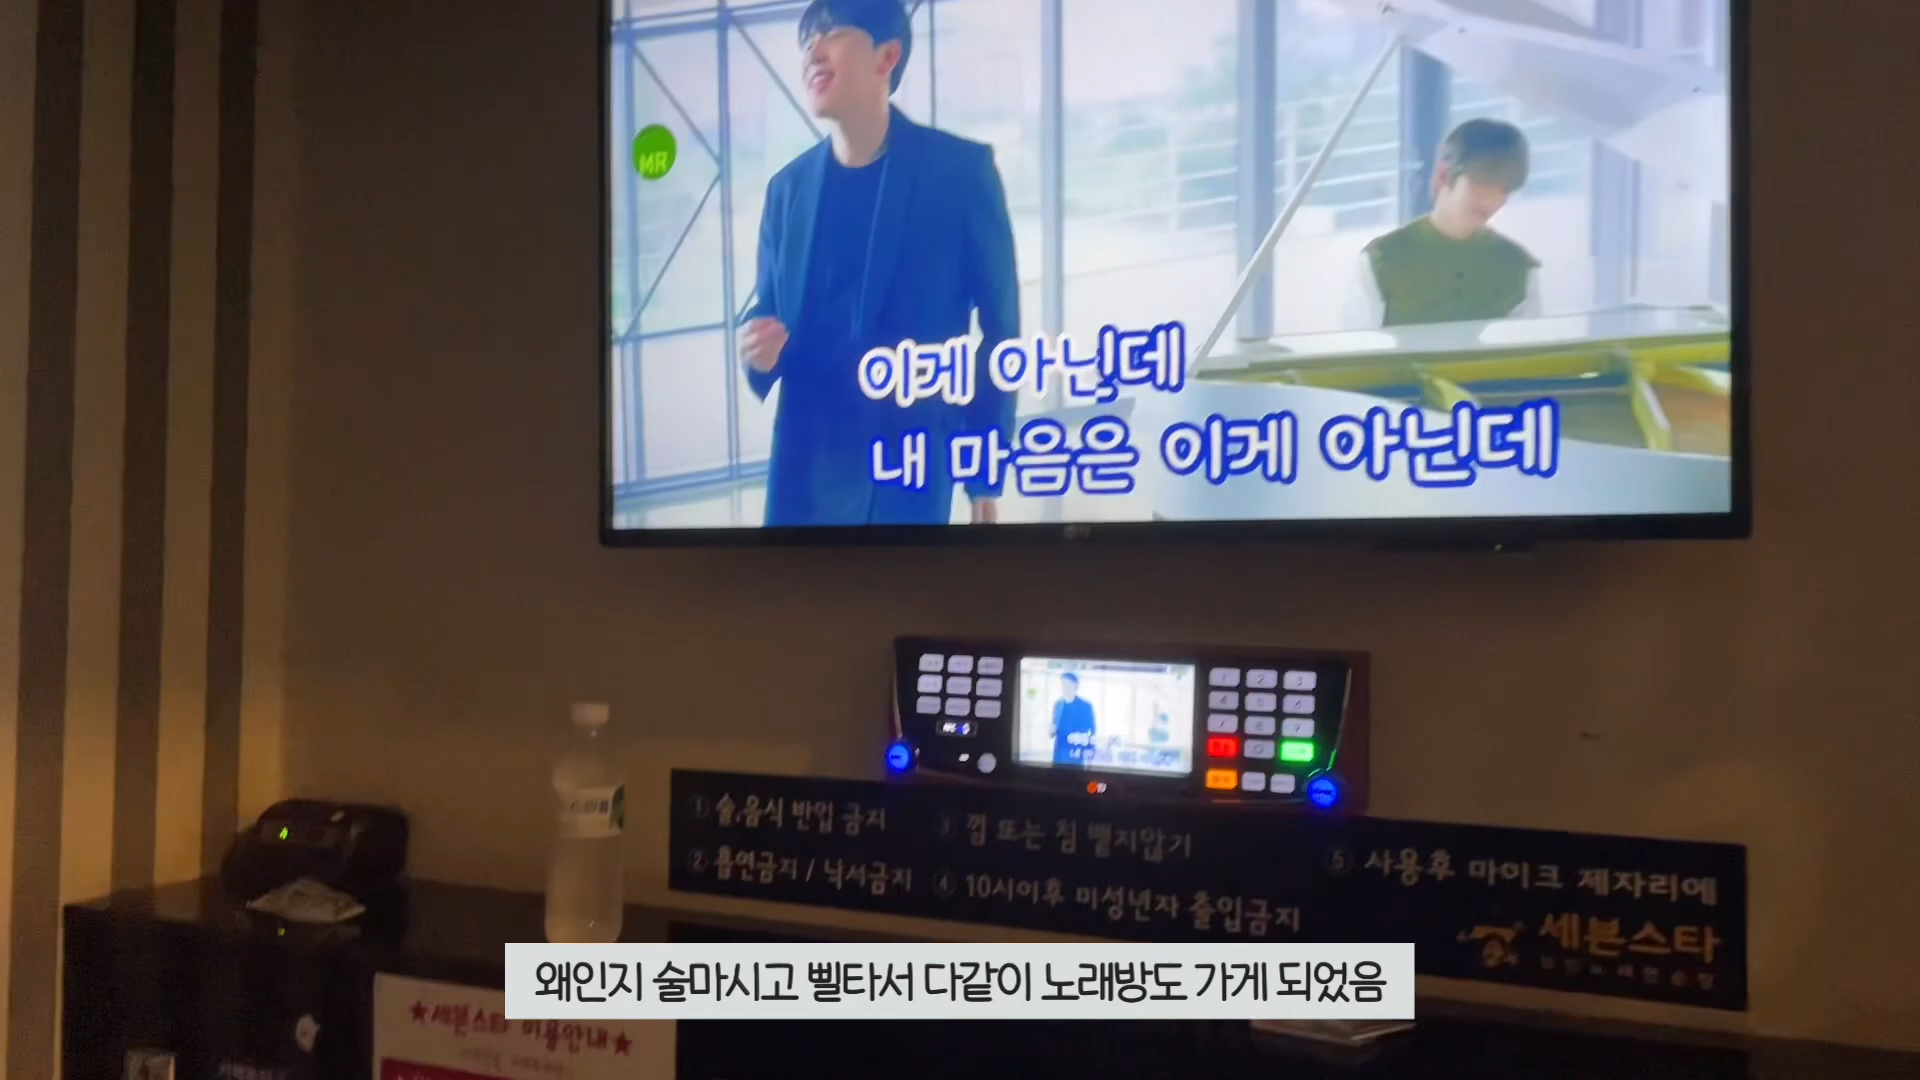 MR
이게 아닌데
내 마음은 이게 아닌데
① 술,음식 반입 금지
② 흡연금지 / 낙서금지
③ 껌 또는 침 뱉지않기
④ 10시이후 미성년자 출입금지
⑤ 사용후 마이크 제자리에
세븐스타
왜인지 술마시고 삘타서 다같이 노래방도 가게 되었음
★세븐스타 이용안내★